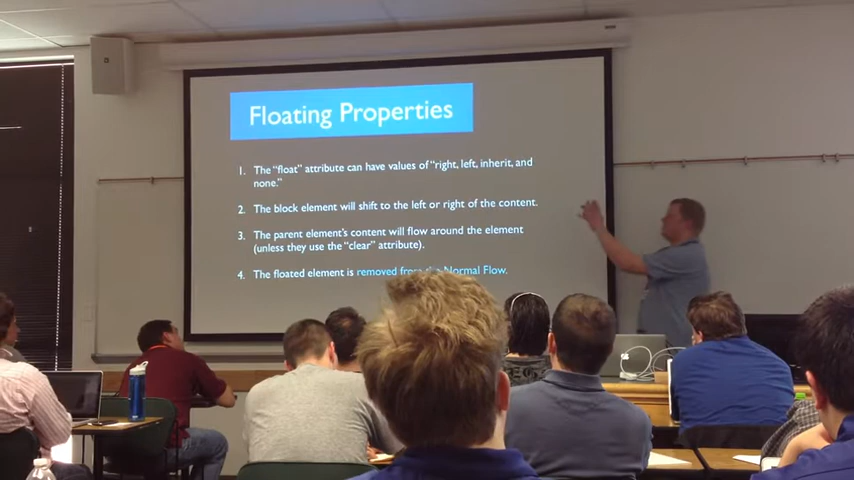 Floating Properties
1. The "float" attribute can have values of "right, left, inherit, and
none."
2. The block element will shift to the left or right of the content.
3. The parent element's content will flow around the element
(unless they use the "clear" attribute).
4. The floated element is removed from the Normal Flow.